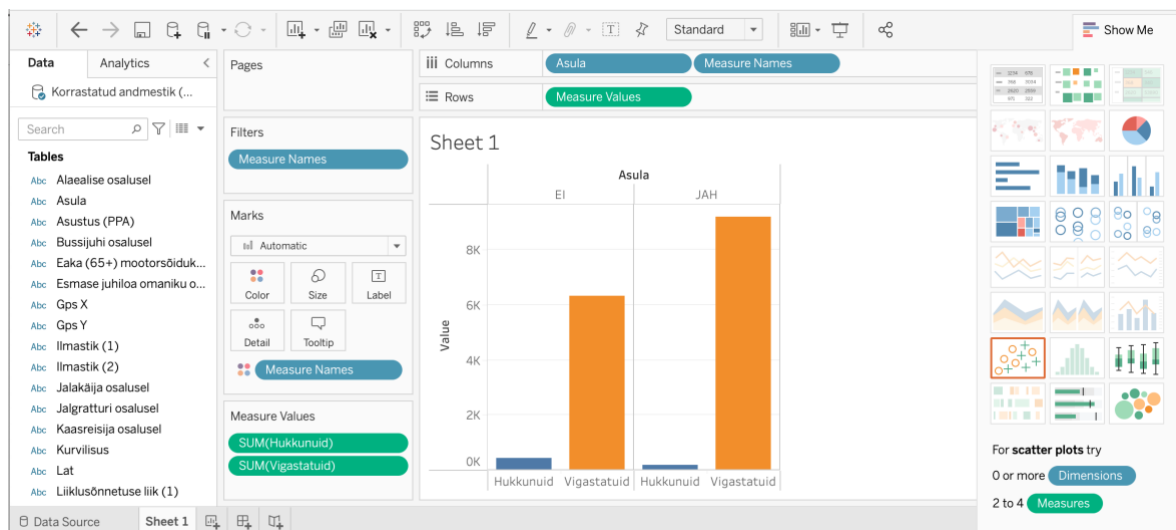 Standard
Show Me
Data
Analytics
Korrastatud andmestik (...
Search
Tables
Abc Alaealise osalusel
Abc Asula
Abc Asustus (PPA)
Abc Bussijuhi osalusel
Abc Eaka (65+) mootorsõiduk...
Abc Esmase juhiloa omaniku o...
Abc Gps X
Abc Gps Y
Abc Ilmastik (1)
Abc Ilmastik (2)
Abc Jalakäija osalusel
Abc Jalgratturi osalusel
Abc Kaasreisija osalusel
Abc Kurvilisus
Abc Lat
Abc Liiklusõnnetuse liik (1)
Pages
Filters
Measure Names
Marks
Automatic
Color
Size
Label
Detail
Tooltip
Measure Names
Measure Values
SUM(Hukkunuid)
SUM(Vigastatuid)
Columns
Asula
Measure Names
Rows
Measure Values
Sheet 1
Asula
EI
JAH
Value
8K
6K
4K
2K
0K
Hukkunuid
Vigastatuid
Hukkunuid
Vigastatuid
For scatter plots try
0 or more Dimensions
2 to 4 Measures
Data Source
Sheet 1